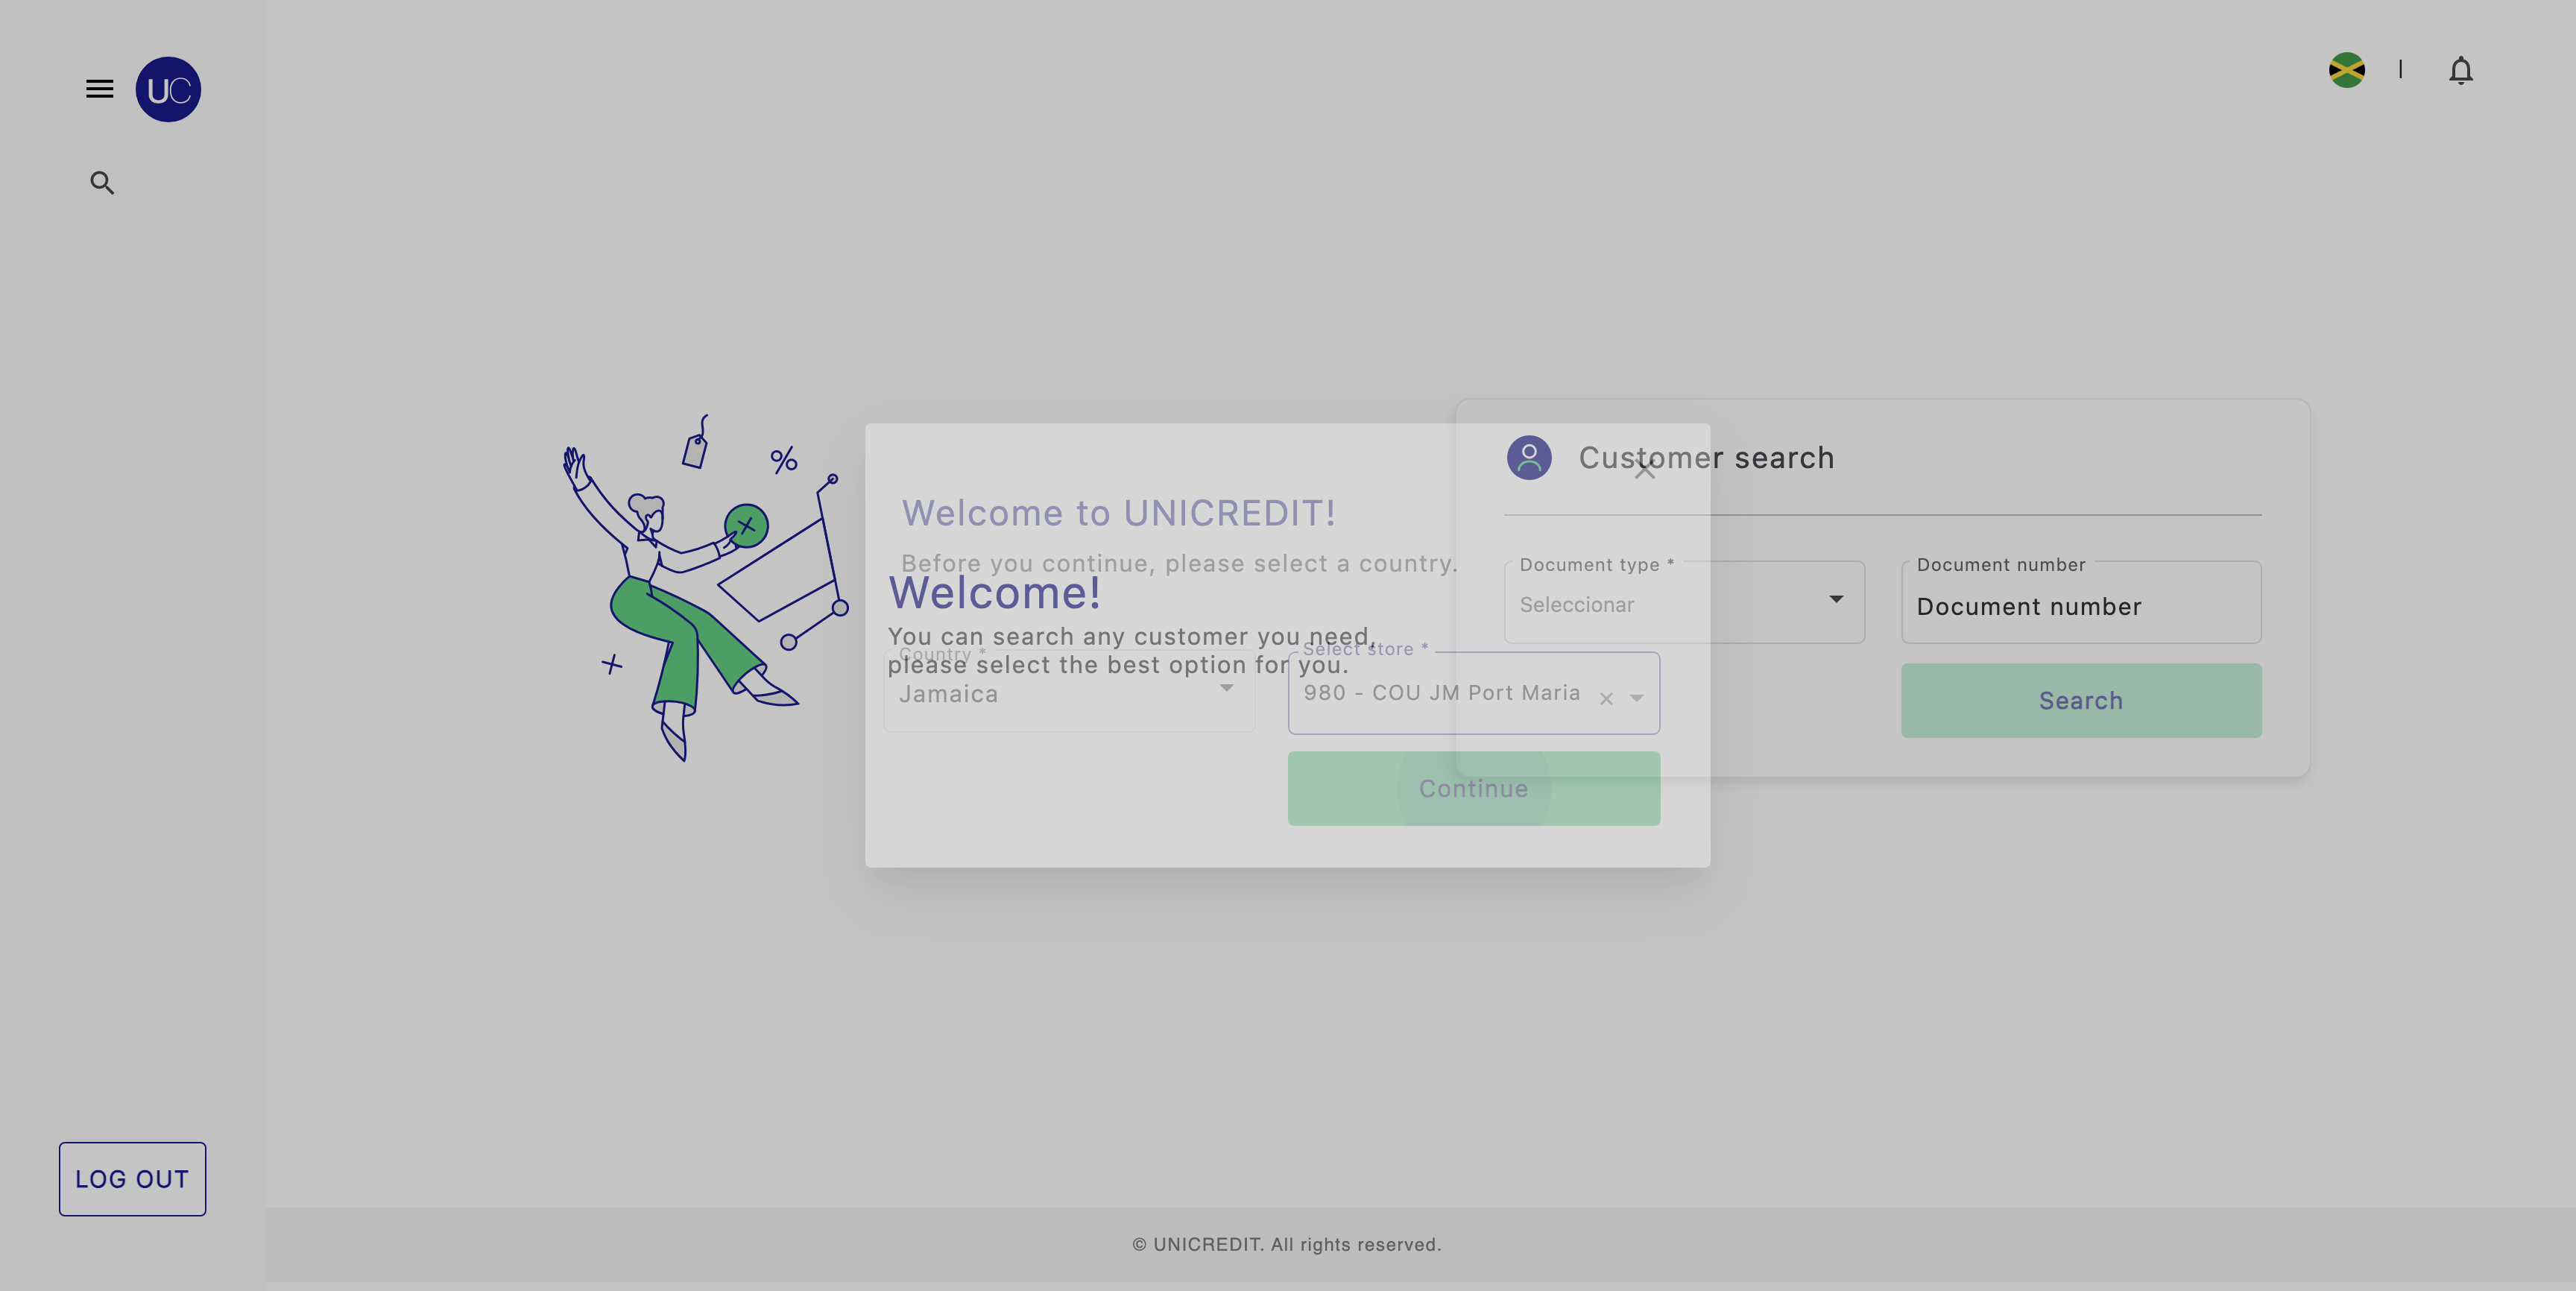 UC
Customer search
Welcome to UNICREDIT!
Before you continue, please select a country.
Welcome!
You can search any customer you need,
please select the best option for you.
Country *
Jamaica
Select store *
980 - COU JM Port Maria
Continue
Document type *
Seleccionar
Document number
Document number
Search
LOG OUT
© UNICREDIT. All rights reserved.